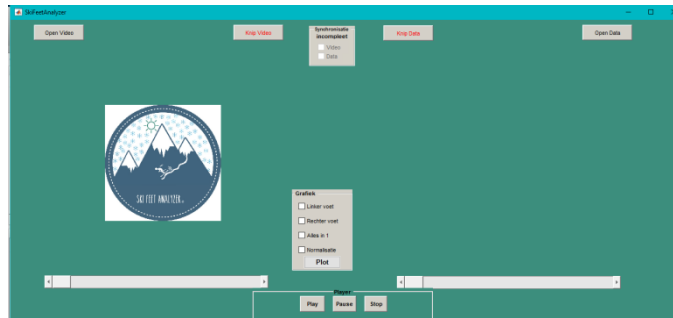 SkiFeetAnalyzer
Open Video
Knip Video
Synchronisatie
incompleet
Video
Data
Knip Data
Open Data
SKI FEET ANALYZER
Grafiek
Linker voet
Rechter voet
Alles in 1
Normalisatie
Plot
Player
Play
Pause
Stop